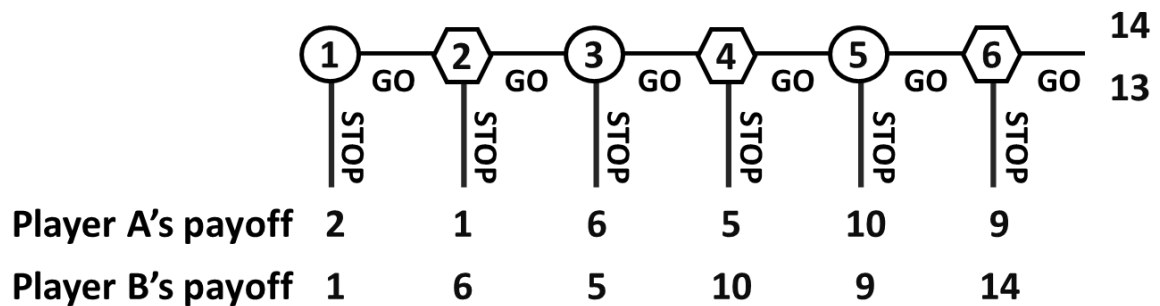 1 2 3 4 5 6 14
GO GO GO GO GO GO 13
STOP STOP STOP STOP STOP STOP
Player A's payoff 2 1 6 5 10 9
Player B's payoff 1 6 5 10 9 14